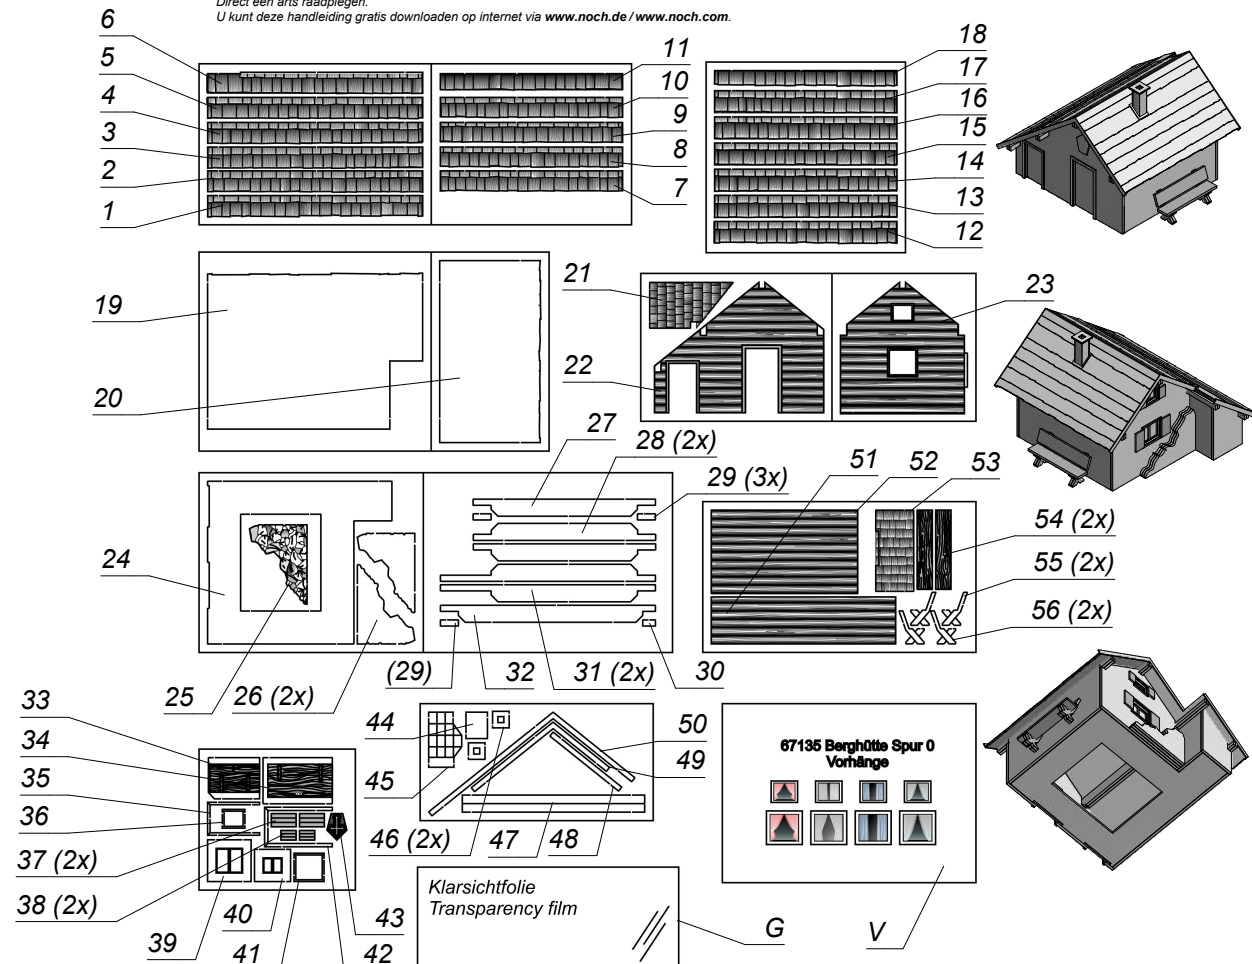 Direct een arts raadplegen.
U kunt deze handleiding gratis downloaden op internet via www.noch.de / www.noch.com.
6
5
4
3
2
1
11
10
9
8
7
18
17
16
15
14
13
12
19
20
21
22
23
24
25
26 (2x)
27
28 (2x)
29 (3x)
(29)
32
31 (2x)
30
51
52
53
54 (2x)
55 (2x)
56 (2x)
33
34
35
36
37 (2x)
38 (2x)
39
40
41
42
43
44
45
46 (2x)
47
48
49
50
67135 Berghütte Spur 0
Vorhänge
V
Klarsichtfolie
Transparency film
G